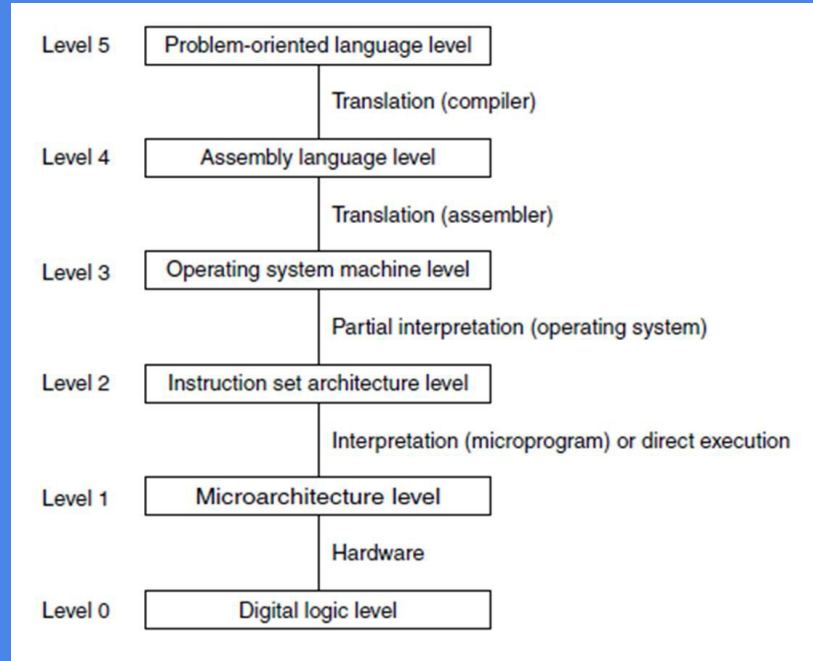 Level 5 Problem-oriented language level
Translation (compiler)
Level 4 Assembly language level
Translation (assembler)
Level 3 Operating system machine level
Partial interpretation (operating system)
Level 2 Instruction set architecture level
Interpretation (microprogram) or direct execution
Level 1 Microarchitecture level
Hardware
Level 0 Digital logic level